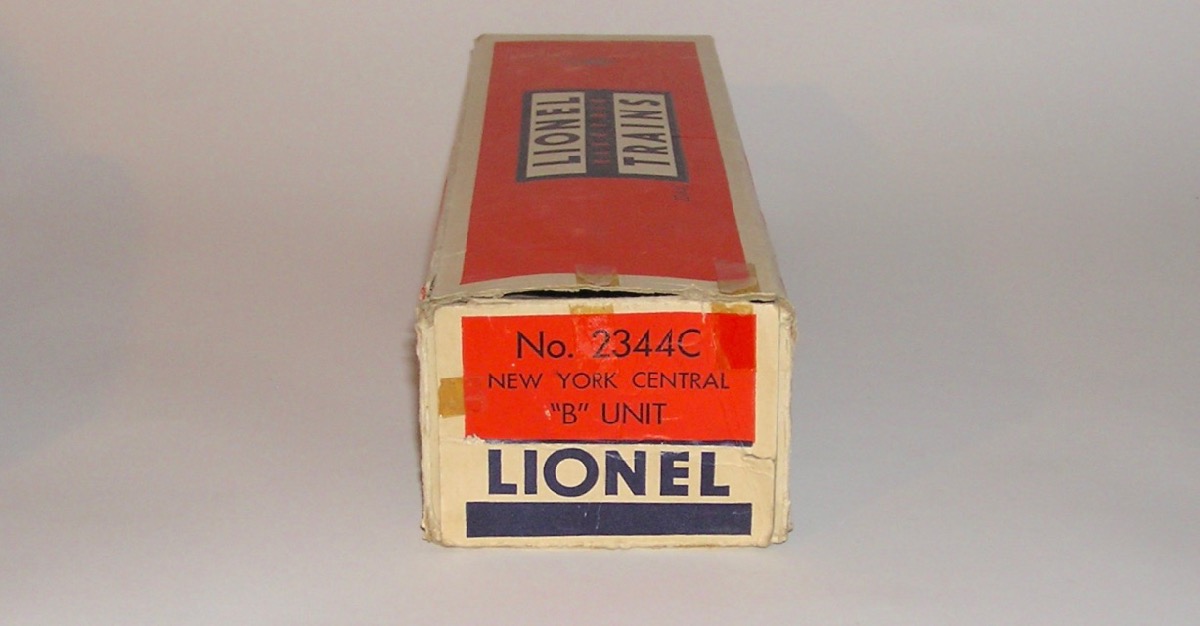 LIONEL
TRAINS
No. 2344C
NEW YORK CENTRAL
"B" UNIT
LIONEL